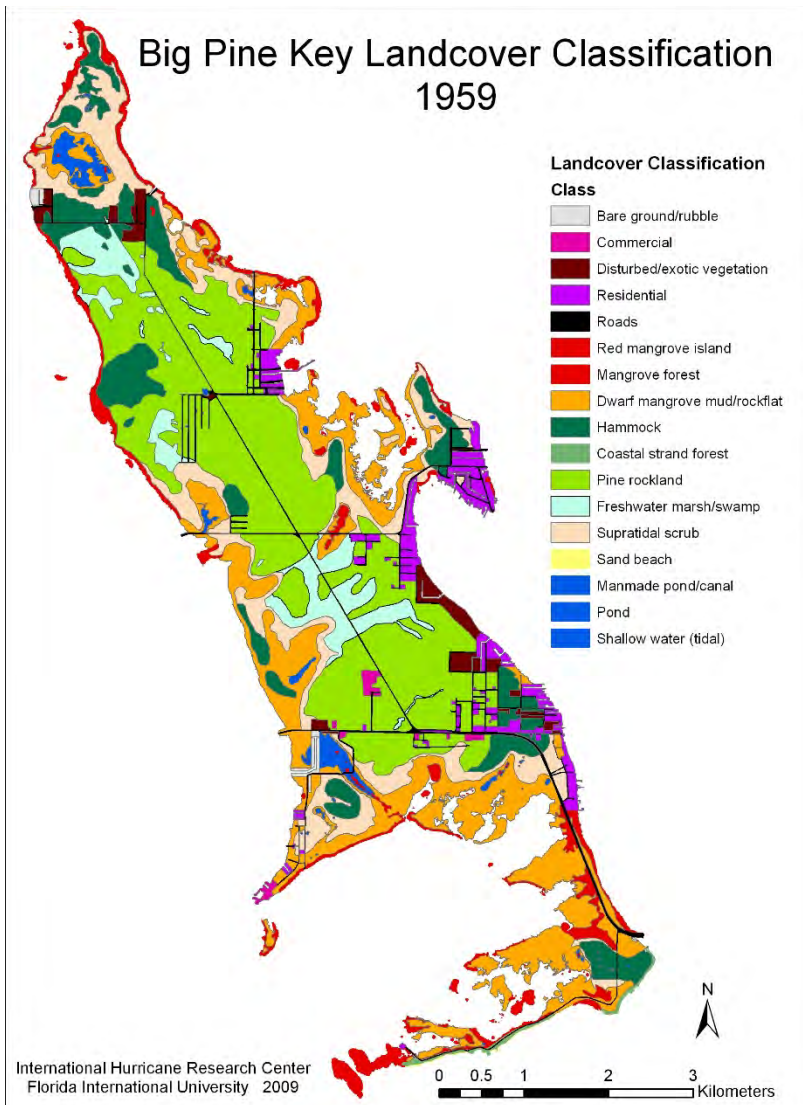 Big Pine Key Landcover Classification
1959
Landcover Classification
Class
Bare ground/rubble
Commercial
Disturbed/exotic vegetation
Residential
Roads
Red mangrove island
Mangrove forest
Dwarf mangrove mud/rockflat
Hammock
Coastal strand forest
Pine rockland
Freshwater marsh/swamp
Supratidal scrub
Sand beach
Manmade pond/canal
Pond
Shallow water (tidal)
N
International Hurricane Research Center
Florida International University 2009
0 0.5 1 2 3
Kilometers